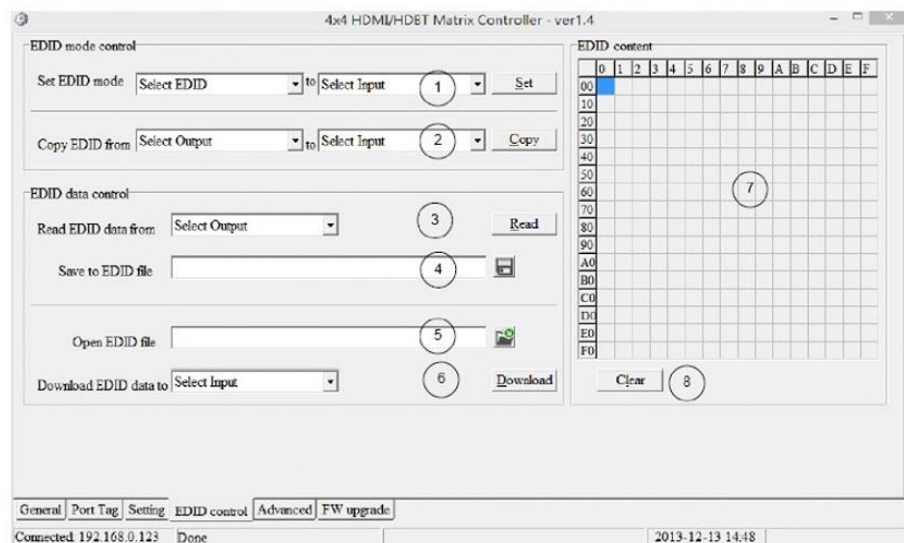 4x4 HDMI/HDBT Matrix Controller - ver1.4
EDID mode control
Set EDID mode Select EDID to Select Input 1 Set
Copy EDID from Select Output to Select Input 2 Copy
EDID data control
Read EDID data from Select Output 3 Read
Save to EDID file 4
Open EDID file 5
Download EDID data to Select Input 6 Download
EDID content
0 1 2 3 4 5 6 7 8 9 A B C D E F
00
10
20
30
40
50
60
70
80
90
A0
B0
C0
D0
E0
F0
7
Clear 8
General Port Tag Setting EDID control Advanced FW upgrade
Connected 192.168.0.123 Done 2013-12-13 14:48